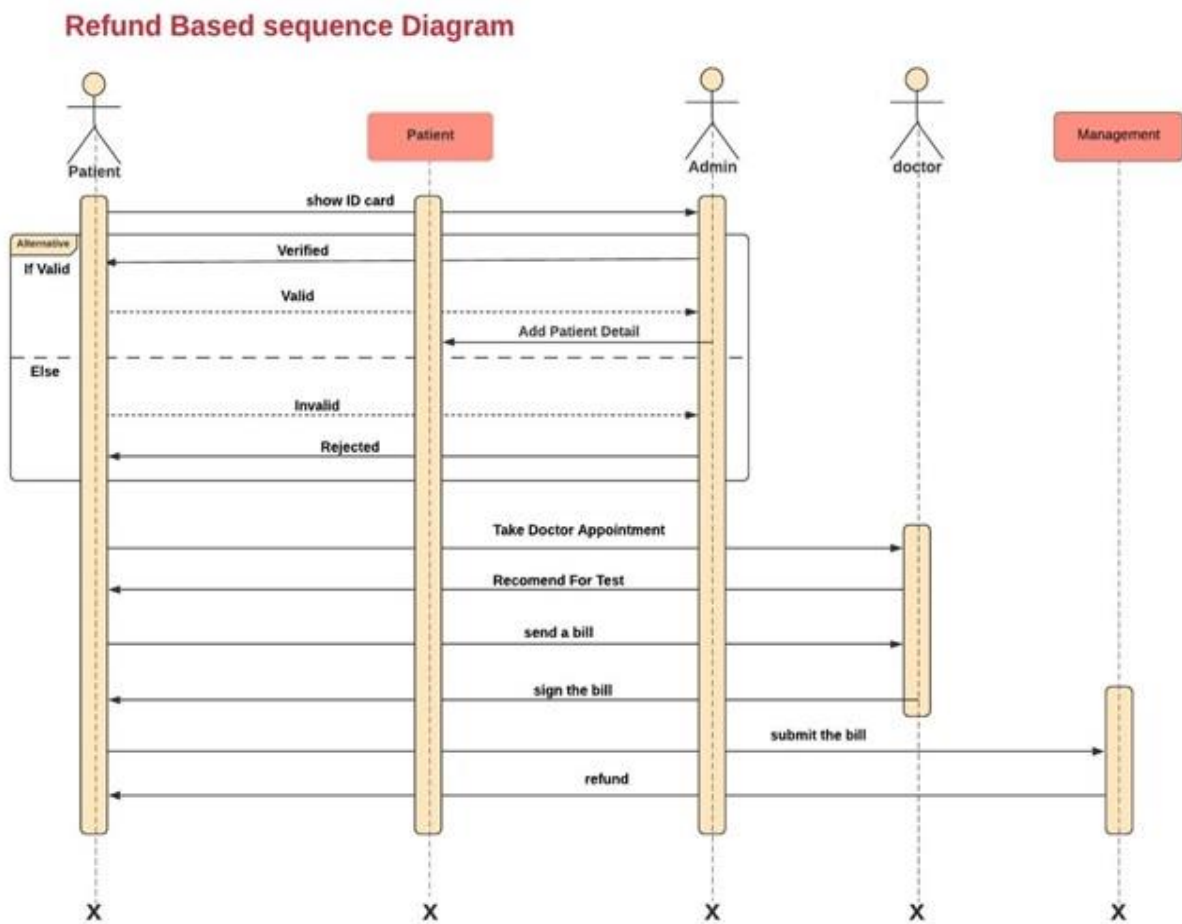 Refund Based sequence Diagram
Patient
Patient
Admin
doctor
Management
show ID card
Alternative
Verified
If Valid
Valid
Add Patient Detail
Else
Invalid
Rejected
Take Doctor Appointment
Recomend For Test
send a bill
sign the bill
submit the bill
refund
X X X X X